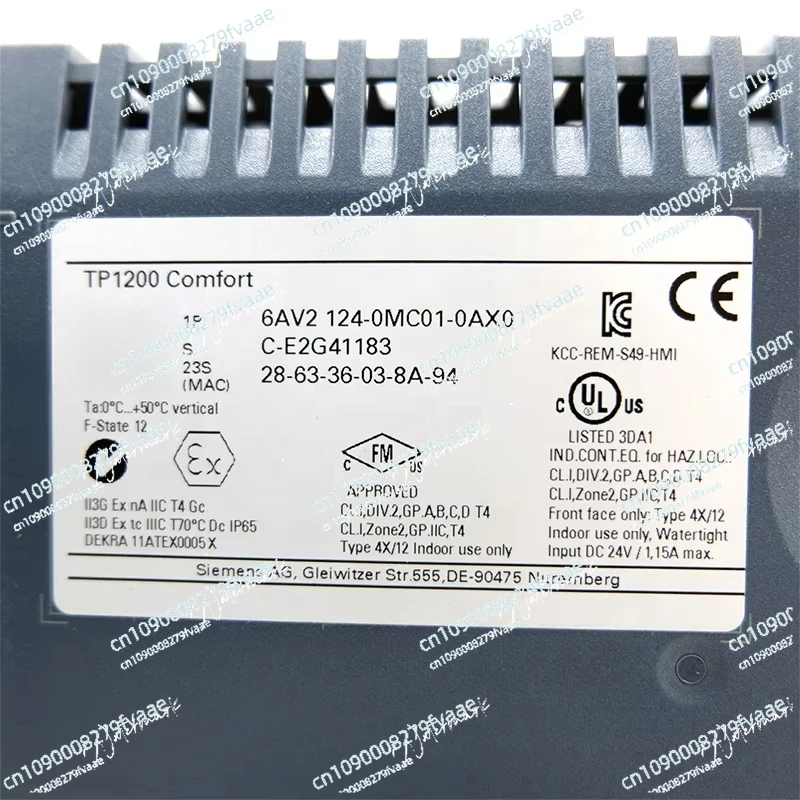 TP1200 Comfort
1P 6AV2 124-0MC01-0AX0
S C-E2G41183
23S 28-63-36-03-8A-94
(MAC)
Ta:0°C...+50°C vertical
F-State 12
Ex
II3G Ex nA IIC T4 Gc
II3D Ex tc IIIC T70°C Dc IP65
DEKRA 11ATEX0005 X
C FM US
APPROVED
CL.I,DIV.2,GP.A,B,C,D T4
CL.I,Zone2,GP.IIC,T4
Type 4X/12 Indoor use only
CE
KCC-REM-S49-HMI
C UL US
LISTED 3DA1
IND.CONT.EQ. for HAZ.LOC.:
CL.I,DIV.2,GP.A,B,C,D T4
CL.I,Zone2,GP.IIC,T4
Front face only: Type 4X/12
Indoor use only, Watertight
Input DC 24V / 1,15A max.
Siemens AG, Gleiwitzer Str.555,DE-90475 Nuremberg
cn1090008279fvaae